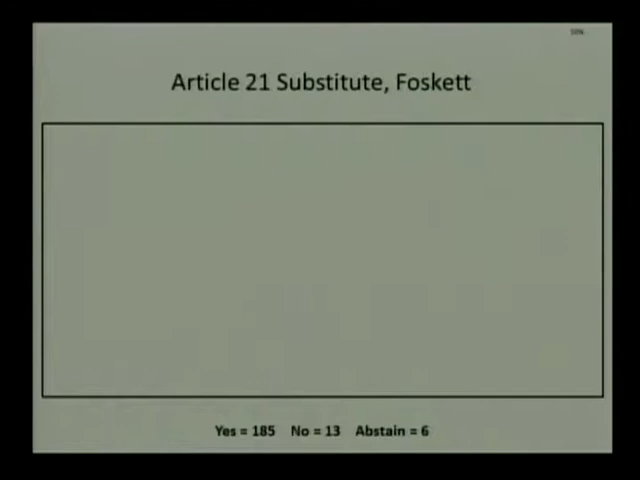 Article 21 Substitute, Foskett
Yes = 185 No = 13 Abstain = 6